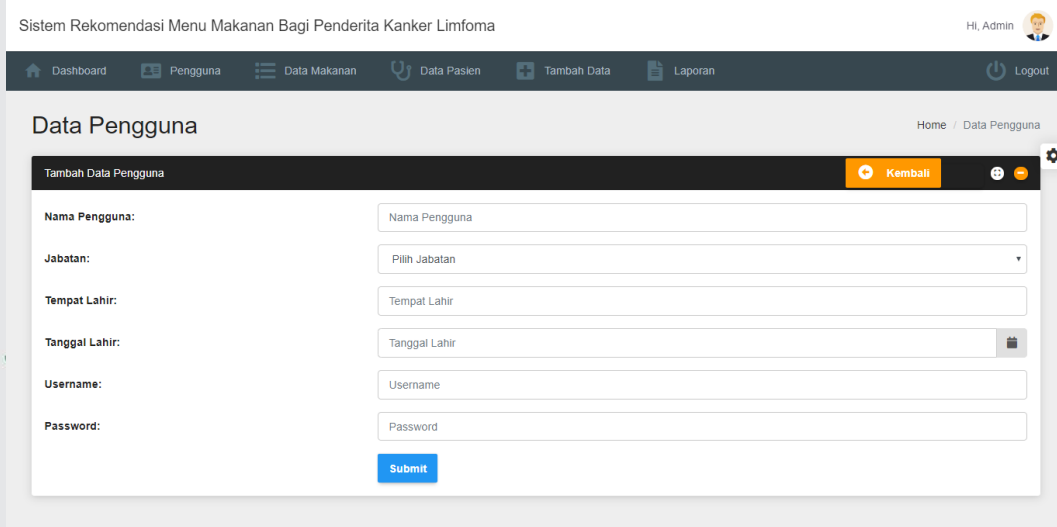 Sistem Rekomendasi Menu Makanan Bagi Penderita Kanker Limfoma
Hi, Admin
Dashboard Pengguna Data Makanan Data Pasien Tambah Data Laporan Logout
Data Pengguna
Home / Data Pengguna
Tambah Data Pengguna
Kembali
Nama Pengguna: Nama Pengguna
Jabatan: Pilih Jabatan
Tempat Lahir: Tempat Lahir
Tanggal Lahir: Tanggal Lahir
Username: Username
Password: Password
Submit